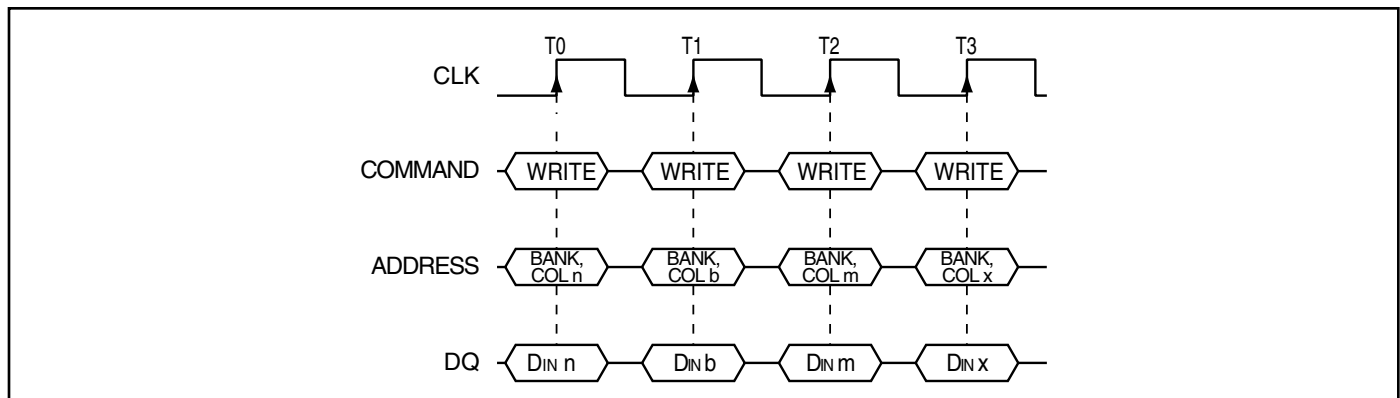 T0 T1 T2 T3
CLK
COMMAND WRITE WRITE WRITE WRITE
ADDRESS BANK, COL n BANK, COL b BANK, COL m BANK, COL x
DQ DIN n DIN b DIN m DIN x